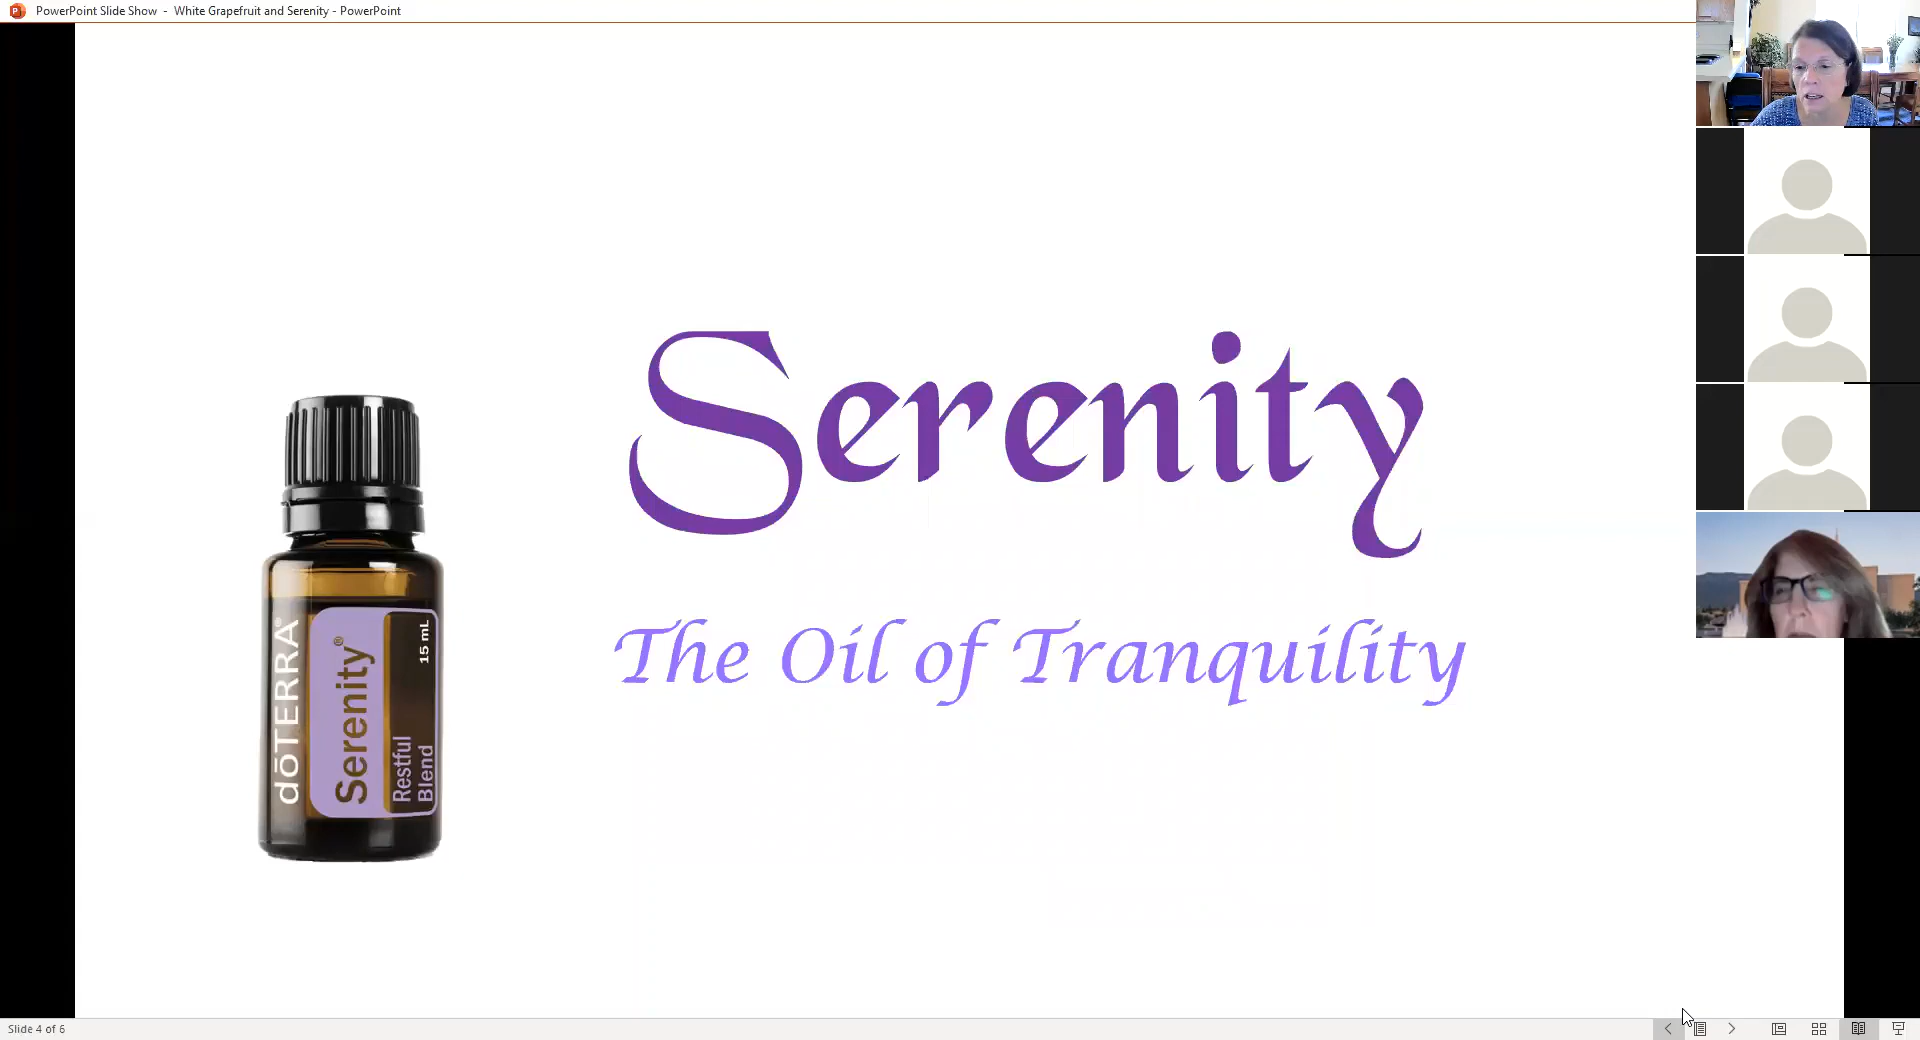 PowerPoint Slide Show - White Grapefruit and Serenity - PowerPoint
Serenity
The Oil of Tranquility
dōTERRA®
Serenity®
15 mL
Restful
Blend
Slide 4 of 6